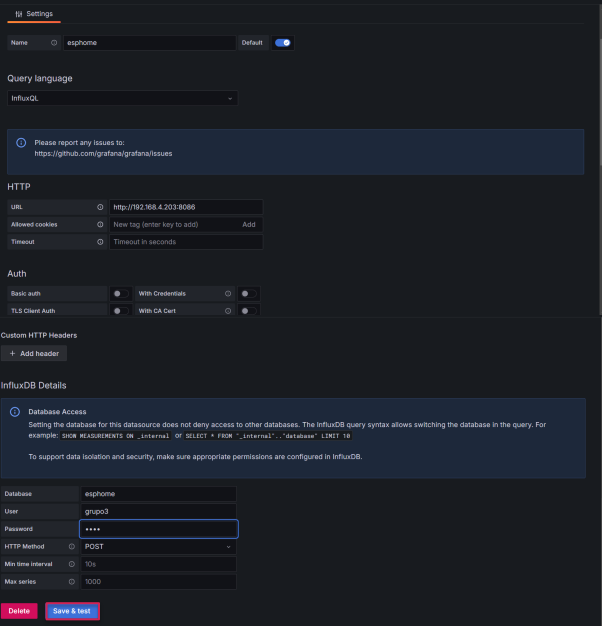 Settings
Name esphome Default
Query language
InfluxQL
Please report any issues to:
https://github.com/grafana/grafana/issues
HTTP
URL http://192.168.4.203:8086
Allowed cookies New tag (enter key to add) Add
Timeout Timeout in seconds
Auth
Basic auth With Credentials
TLS Client Auth With CA Cert
Custom HTTP Headers
+ Add header
InfluxDB Details
Database Access
Setting the database for this datasource does not deny access to other databases. The InfluxDB query syntax allows switching the database in the query. For
example: SHOW MEASUREMENTS ON _internal or SELECT * FROM "_internal".."database" LIMIT 10
To support data isolation and security, make sure appropriate permissions are configured in InfluxDB.
Database esphome
User grupo3
Password ••••
HTTP Method POST
Min time interval 10s
Max series 1000
Delete Save & test